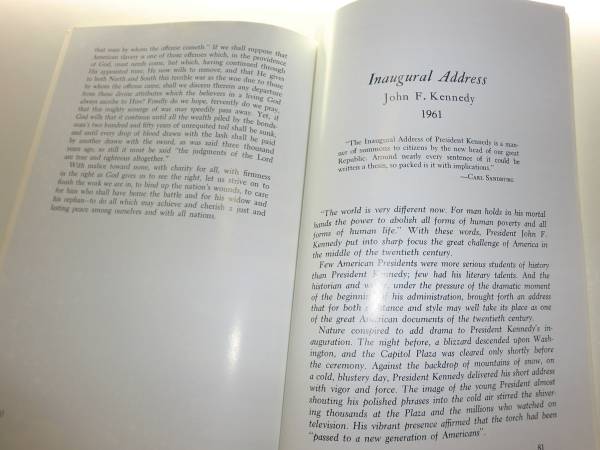 that man by whom the offense cometh." If we shall suppose that
American slavery is one of those offenses which, in the providence
of God, must needs come, but which, having continued through
His appointed time, He now wills to remove, and that He gives
to both North and South this terrible war as the woe due to those
by whom the offense came, shall we discern therein any departure
from those divine attributes which the believers in a living God
always ascribe to Him? Fondly do we hope, fervently do we pray,
that this mighty scourge of war may speedily pass away. Yet, if
God wills that it continue until all the wealth piled by the bonds-
man's two hundred and fifty years of unrequited toil shall be sunk,
and until every drop of blood drawn with the lash shall be paid
by another drawn with the sword, as was said three thousand
years ago, so still it must be said "the judgments of the Lord
are true and righteous altogether."
With malice toward none, with charity for all, with firmness
in the right as God gives us to see the right, let us strive on to
finish the work we are in, to bind up the nation's wounds, to care
for him who shall have borne the battle and for his widow and
his orphan—to do all which may achieve and cherish a just and
lasting peace among ourselves and with all nations.
Inaugural Address
John F. Kennedy
1961
"The Inaugural Address of President Kennedy is a man-
ner of summons to citizens by the new head of our great
Republic. Around nearly every sentence of it could be
written a thesis, so packed is it with implications."
—Carl Sandburg
"The world is very different now. For man holds in his mortal
hands the power to abolish all forms of human poverty and all
forms of human life." With these words, President John F.
Kennedy put into sharp focus the great challenge of America in
the middle of the twentieth century.
Few American Presidents were more serious students of history
than President Kennedy; few had his literary talents. And the
historian and under the pressure of the dramatic moment
of the beginning of his administration, brought forth an address
that for both substance and style may well take its place as one
of the great American documents of the twentieth century.
Nature conspired to add drama to President Kennedy's in-
auguration. The night before, a blizzard descended upon Wash-
ington, and the Capitol Plaza was cleared only shortly before
the ceremony. Against the backdrop of mountains of snow, on
a cold, blustery day, President Kennedy delivered his short address
with vigor and force. The image of the young President almost
shouting his polished phrases into the cold air stirred the shiver-
ing thousands at the Plaza and the millions who watched on
television. His vibrant presence affirmed that the torch had been
"passed to a new generation of Americans".
81